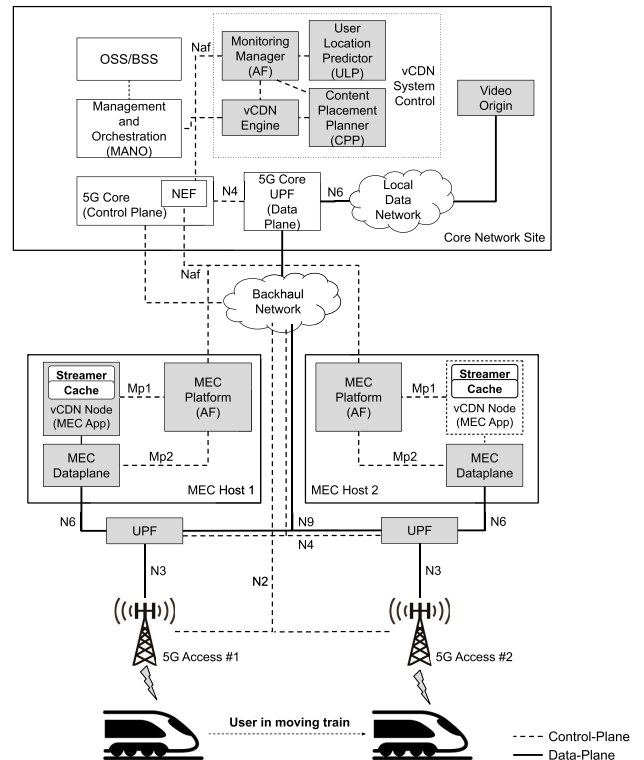 OSS/BSS
Naf
Monitoring
Manager
(AF)
User
Location
Predictor
(ULP)
vCDN
System
Control
Management
and
Orchestration
(MANO)
vCDN
Engine
Content
Placement
Planner
(CPP)
Video
Origin
5G Core
(Control Plane)
NEF
N4
5G Core
UPF
(Data
Plane)
N6
Local
Data
Network
Core Network Site
Naf
Backhaul
Network
Streamer
Cache
vCDN Node
(MEC App)
Mp1
MEC
Platform
(AF)
MEC
Dataplane
Mp2
MEC Host 1
MEC
Platform
(AF)
Mp1
Streamer
Cache
vCDN Node
(MEC App)
Mp2
MEC
Dataplane
MEC Host 2
N6
UPF
N9
N4
UPF
N6
N3
N2
N3
5G Access #1
5G Access #2
User in moving train
Control-Plane
Data-Plane